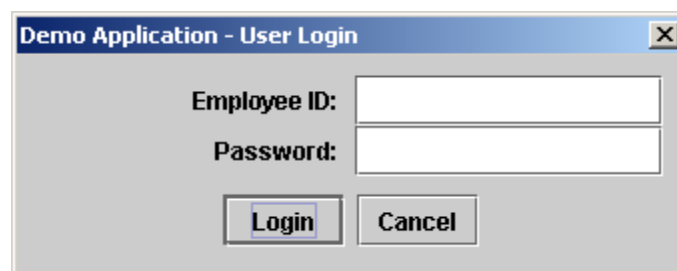 Demo Application - User Login
Employee ID:
Password:
Login Cancel